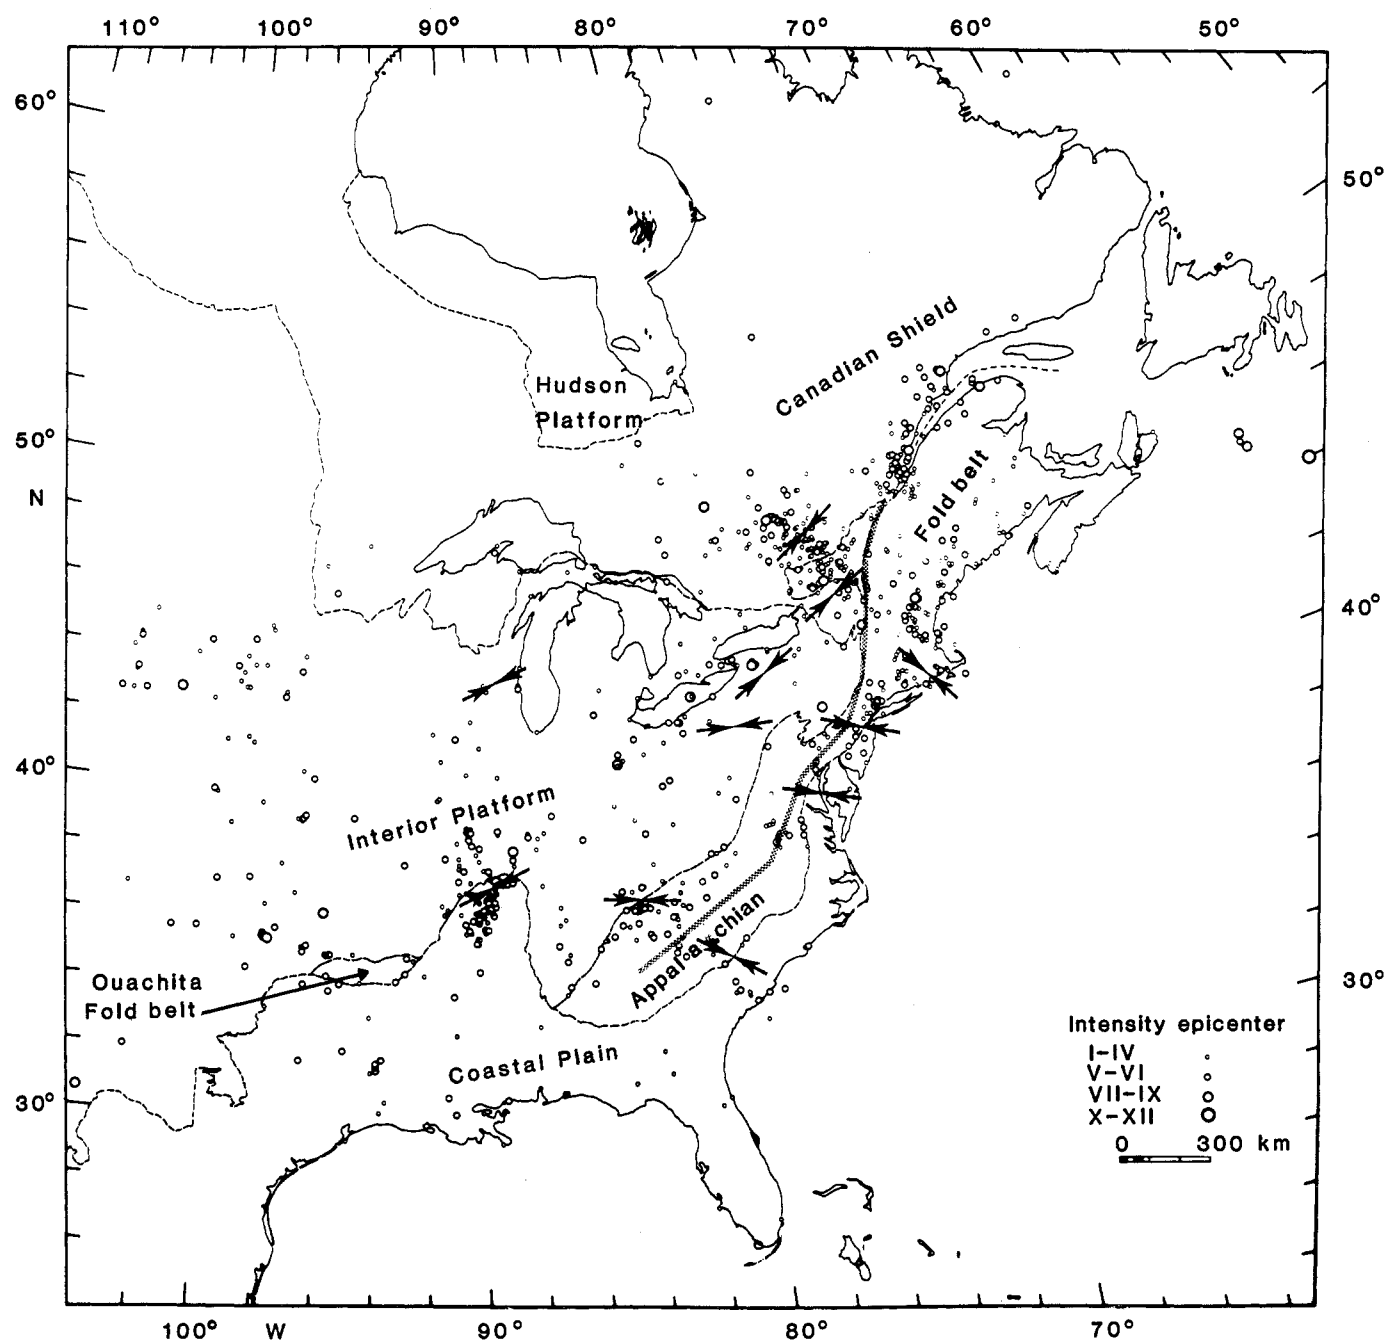 110° 100° 90° 80° 70° 60° 50°
60°
50°
Canadian Shield
Hudson
Platform
50°
N
Fold belt
40°
40°
Interior Platform
Appalachian
Ouachita
Fold belt
30°
Intensity epicenter
I-IV
V-VI
VII-IX
X-XII
0 300 km
Coastal Plain
30°
100° W 90° 80° 70°